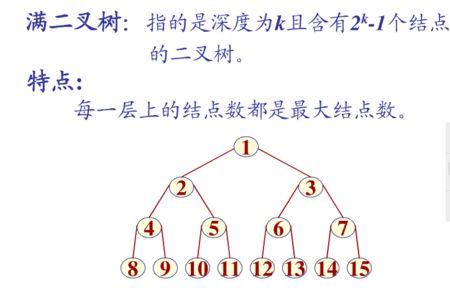 满二叉树：指的是深度为k且含有2ᵏ-1个结点
的二叉树。
特点:
每一层上的结点数都是最大结点数。
1
2 3
4 5 6 7
8 9 10 11 12 13 14 15